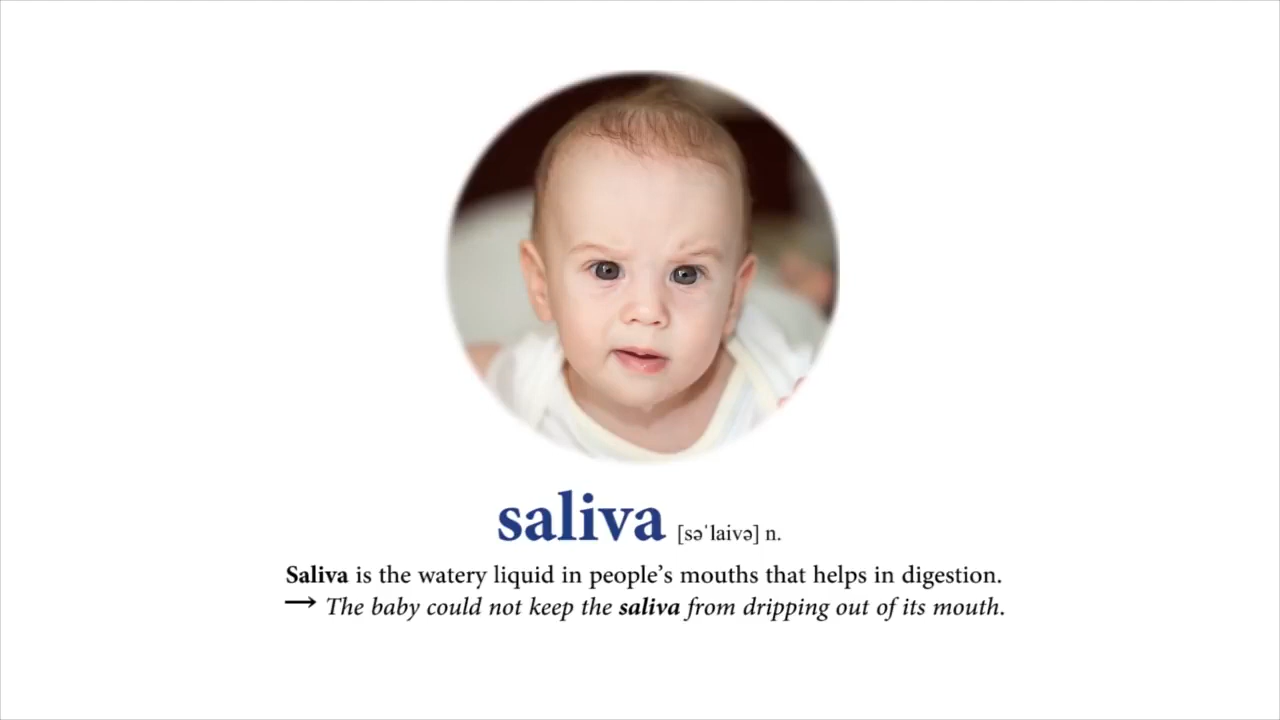 saliva [səˈlaivə] n.
Saliva is the watery liquid in people’s mouths that helps in digestion.
→ The baby could not keep the saliva from dripping out of its mouth.